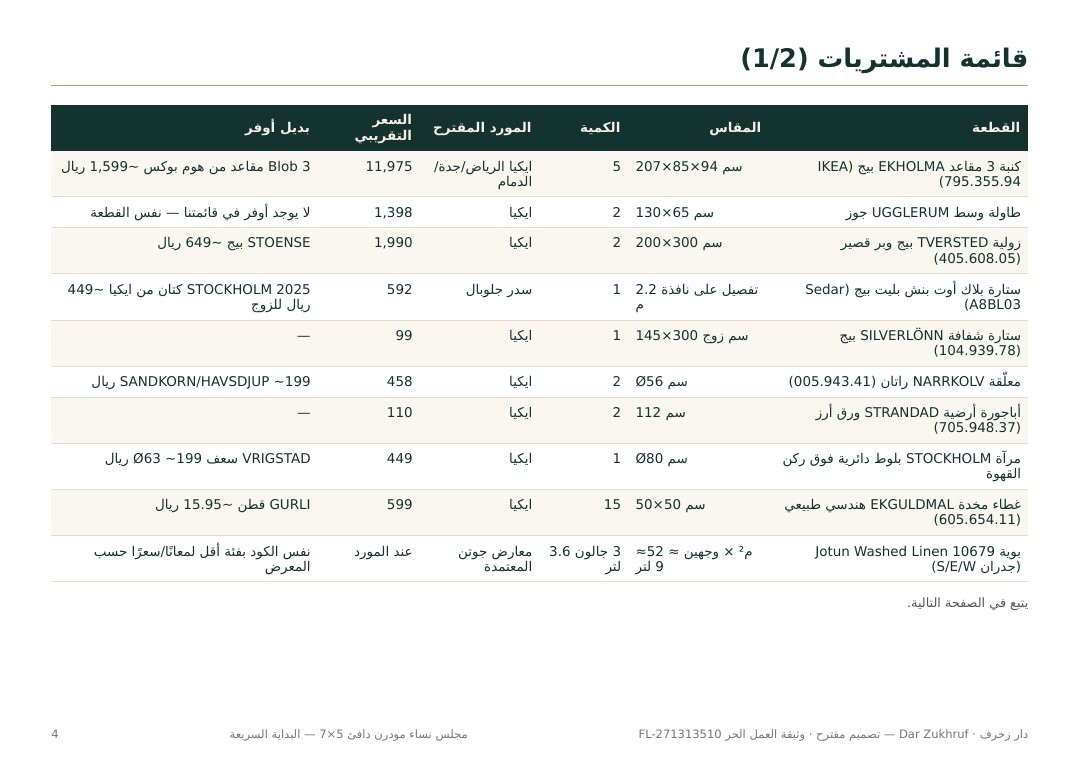 قائمة المشتريات (1/2)
القطعة	المقاس	الكمية	المورد المقترح	السعر التقريبي	بديل أوفر
كنبة 3 مقاعد EKHOLMA بيج (IKEA 795.355.94)	207×85×94 سم	5	ايكيا الرياض/جدة/الدمام	11,975	Blob 3 مقاعد من هوم بوكس ~1,599 ريال
طاولة وسط UGGLERUM جوز	130×65 سم	2	ايكيا	1,398	لا يوجد أوفر في قائمتنا — نفس القطعة
زولية TVERSTED بيج وبر قصير (405.608.05)	200×300 سم	2	ايكيا	1,990	STOENSE بيج ~649 ريال
ستارة بلاك أوت بنش بليت بيج (Sedar A8BL03)	تفصيل على نافذة 2.2 م	1	سدر جلوبال	592	STOCKHOLM 2025 كتان من ايكيا ~449 ريال للزوج
ستارة شفافة SILVERLÖNN بيج (104.939.78)	145×300 سم زوج	1	ايكيا	99	—
معلّقة NARRKOLV راتان (005.943.41)	Ø56 سم	2	ايكيا	458	SANDKORN/HAVSDJUP ~199 ريال
أباجورة أرضية STRANDAD ورق أرز (705.948.37)	112 سم	2	ايكيا	110	—
مرآة STOCKHOLM بلوط دائرية فوق ركن القهوة	Ø80 سم	1	ايكيا	449	VRIGSTAD سعف Ø63 ~199 ريال
غطاء مخدة EKGULDMAL هندسي طبيعي (605.654.11)	50×50 سم	15	ايكيا	599	GURLI قطن ~15.95 ريال
بوية Jotun Washed Linen 10679 (جدران S/E/W)	≈52 م² × وجهين ≈ 9 لتر	3 جالون 3.6 لتر	معارض جوتن المعتمدة	عند المورد	نفس الكود بفئة أقل لمعانًا/سعرًا حسب المعرض
يتبع في الصفحة التالية.
دار زخرف · Dar Zukhruf — تصميم مقترح · وثيقة العمل الحر FL-271313510	مجلس نساء مودرن دافئ 5×7 — البداية السريعة	4